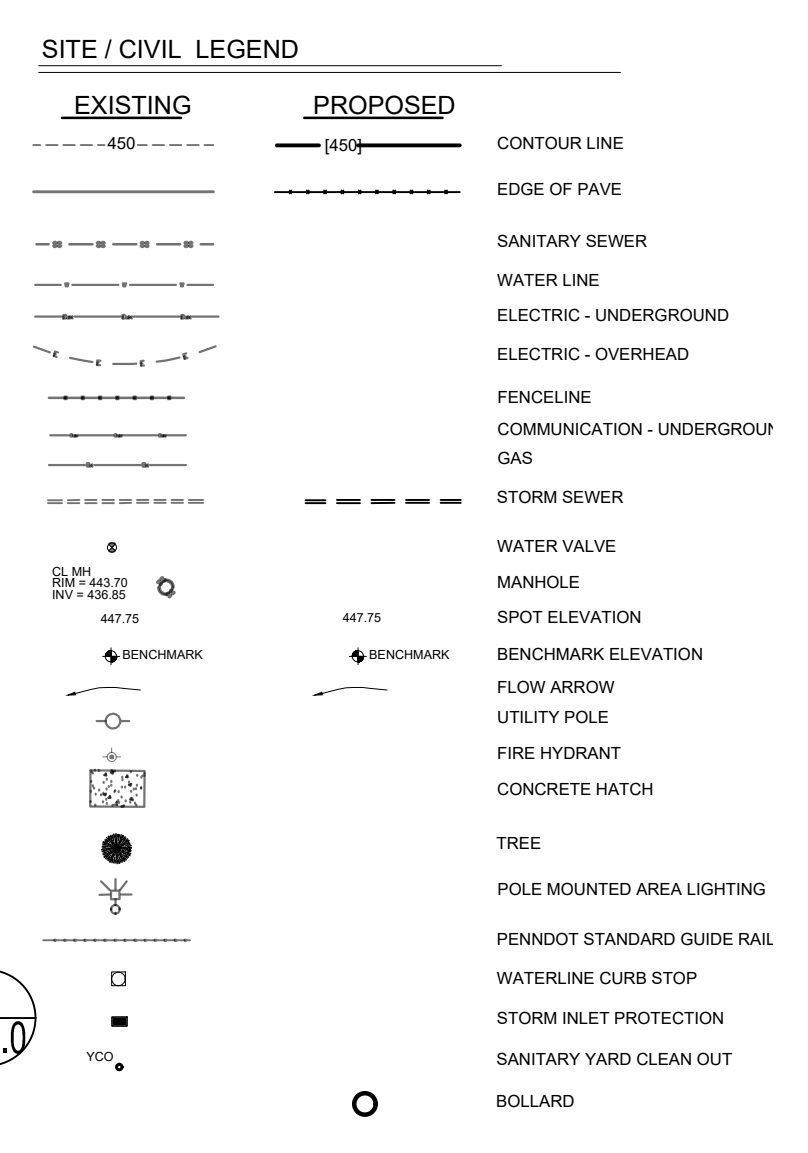 SITE / CIVIL LEGEND
EXISTING PROPOSED
450 [450] CONTOUR LINE
EDGE OF PAVE
SANITARY SEWER
WATER LINE
ELECTRIC - UNDERGROUND
E E E E ELECTRIC - OVERHEAD
FENCELINE
COMMUNICATION - UNDERGROUN
GAS
STORM SEWER
WATER VALVE
CL MH
RIM = 443.70
INV = 436.85
MANHOLE
447.75 447.75 SPOT ELEVATION
BENCHMARK BENCHMARK BENCHMARK ELEVATION
FLOW ARROW
UTILITY POLE
FIRE HYDRANT
CONCRETE HATCH
TREE
POLE MOUNTED AREA LIGHTING
PENNDOT STANDARD GUIDE RAIL
WATERLINE CURB STOP
.0 STORM INLET PROTECTION
YCO SANITARY YARD CLEAN OUT
BOLLARD